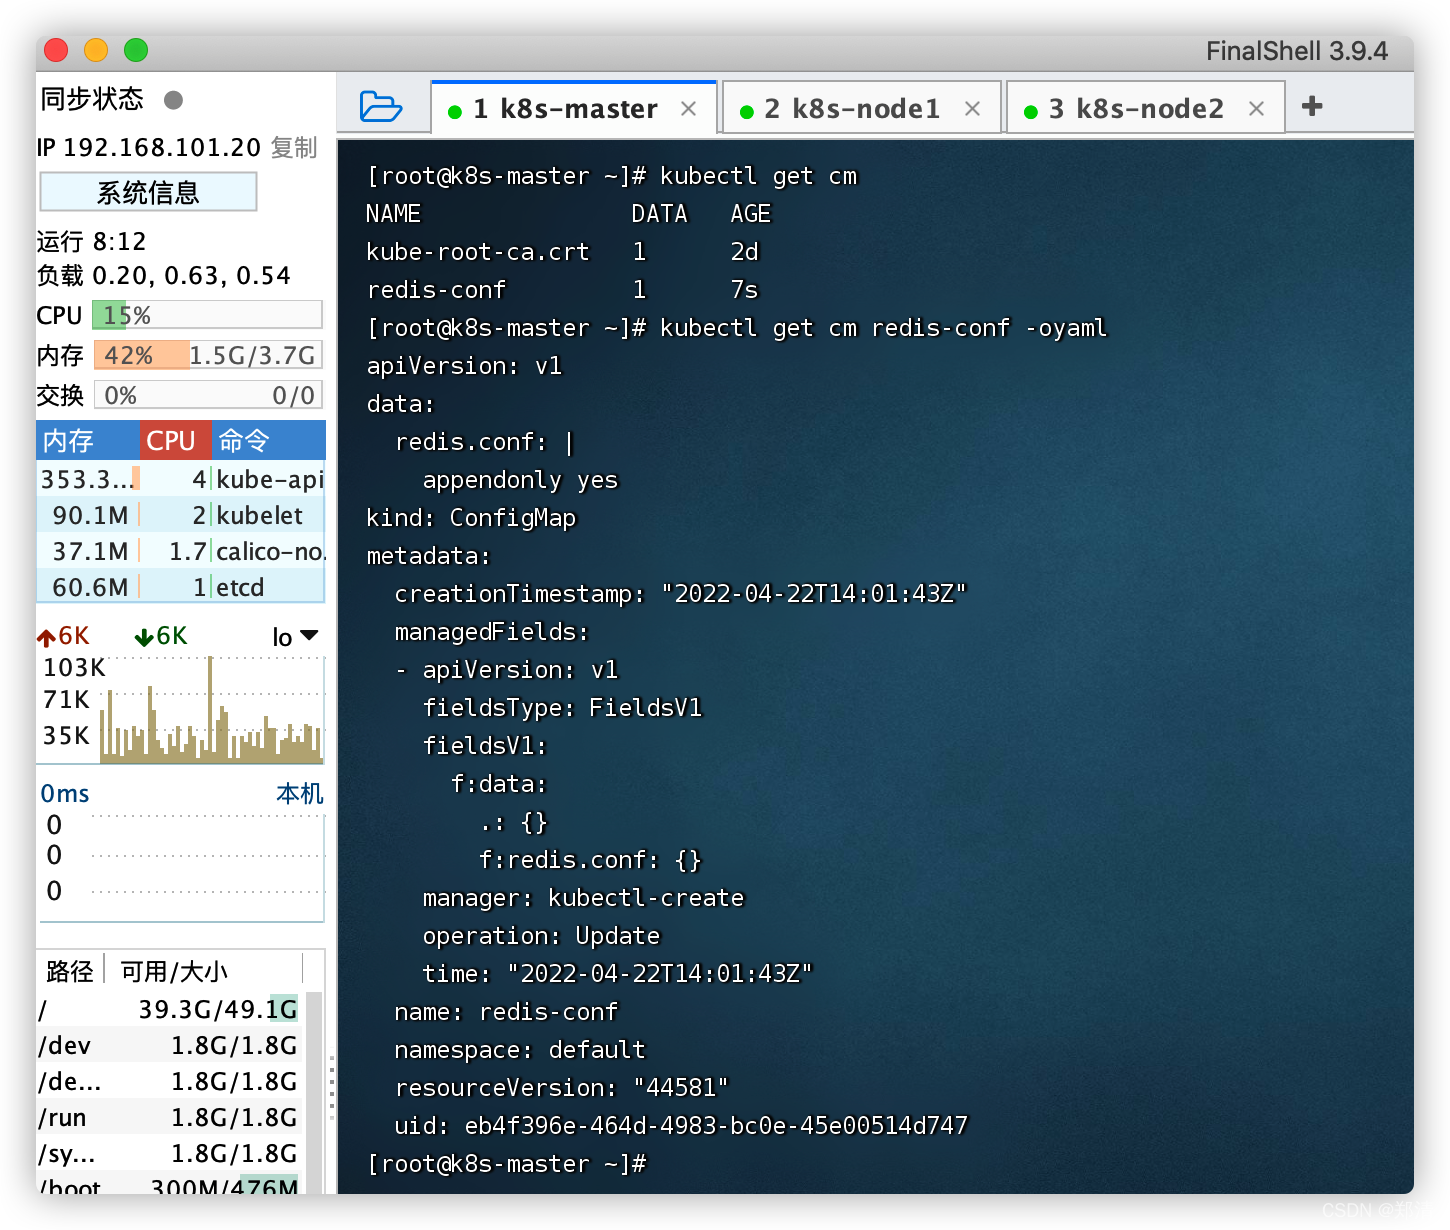 FinalShell 3.9.4
同步状态
IP 192.168.101.20 复制
系统信息
运行 8:12
负载 0.20, 0.63, 0.54
CPU 15%
内存 42% 1.5G/3.7G
交换 0% 0/0
内存 CPU 命令
353.3... 4 kube-api
90.1M 2 kubelet
37.1M 1.7 calico-no.
60.6M 1 etcd
6K 6K lo
103K
71K
35K
0ms 本机
0
0
0
路径 可用/大小
/ 39.3G/49.1G
/dev 1.8G/1.8G
/de... 1.8G/1.8G
/run 1.8G/1.8G
/sy... 1.8G/1.8G
/boot 300M/476M
1 k8s-master
2 k8s-node1
3 k8s-node2
[root@k8s-master ~]# kubectl get cm
NAME DATA AGE
kube-root-ca.crt 1 2d
redis-conf 1 7s
[root@k8s-master ~]# kubectl get cm redis-conf -oyaml
apiVersion: v1
data:
  redis.conf: |
    appendonly yes
kind: ConfigMap
metadata:
  creationTimestamp: "2022-04-22T14:01:43Z"
  managedFields:
  - apiVersion: v1
    fieldsType: FieldsV1
    fieldsV1:
      f:data:
        .: {}
        f:redis.conf: {}
    manager: kubectl-create
    operation: Update
    time: "2022-04-22T14:01:43Z"
  name: redis-conf
  namespace: default
  resourceVersion: "44581"
  uid: eb4f396e-464d-4983-bc0e-45e00514d747
[root@k8s-master ~]#
CSDN